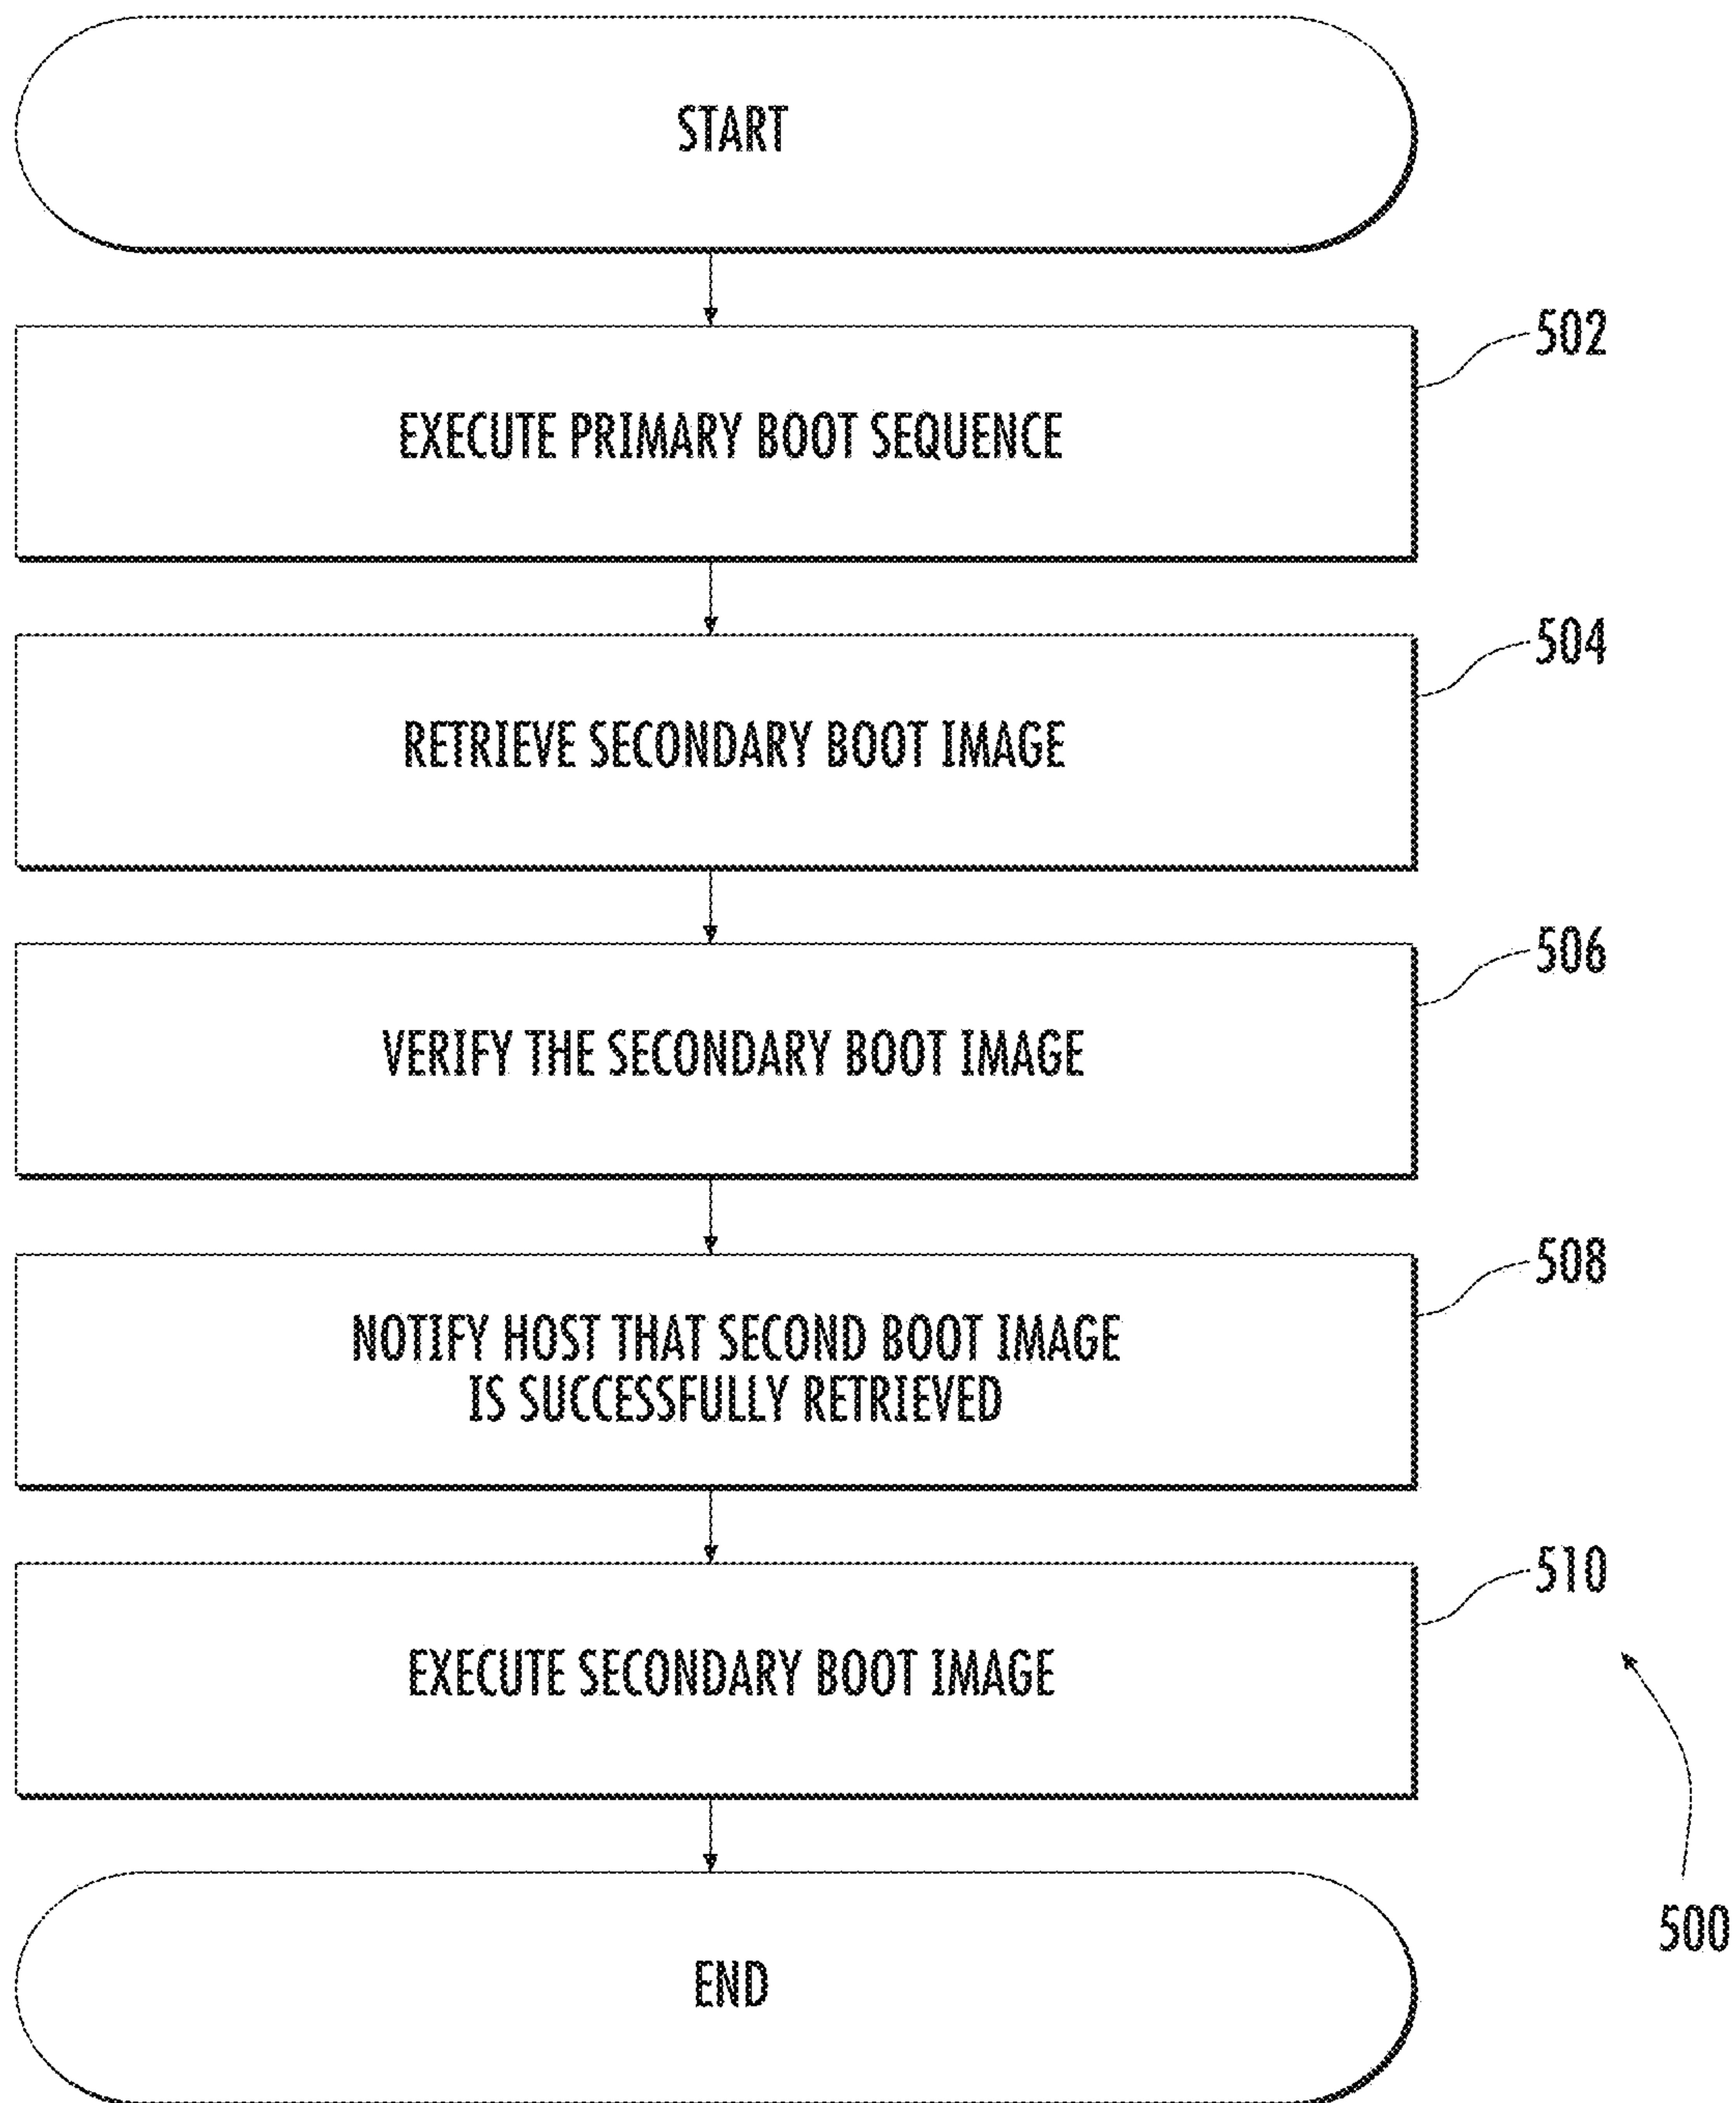 START
502
EXECUTE PRIMARY BOOT SEQUENCE
504
RETRIEVE SECONDARY BOOT IMAGE
506
VERIFY THE SECONDARY BOOT IMAGE
508
NOTIFY HOST THAT SECOND BOOT IMAGE
IS SUCCESSFULLY RETRIEVED
510
EXECUTE SECONDARY BOOT IMAGE
500
END